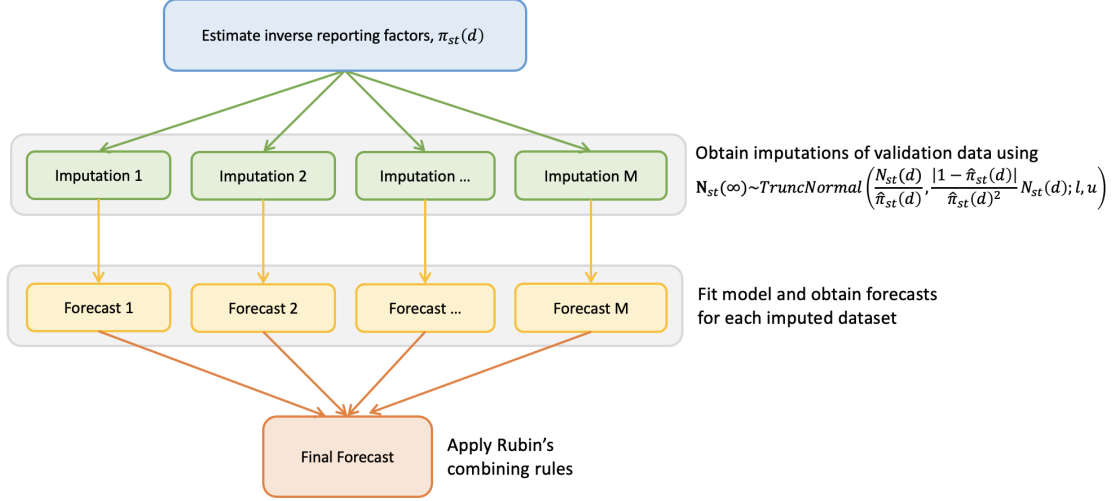 Estimate inverse reporting factors, π_st(d)
Imputation 1
Imputation 2
Imputation ...
Imputation M
Obtain imputations of validation data using
N_st(∞)~TruncNormal(N_st(d)/π̂_st(d), |1 − π̂_st(d)|/π̂_st(d)² N_st(d); l, u)
Forecast 1
Forecast 2
Forecast ...
Forecast M
Fit model and obtain forecasts
for each imputed dataset
Final Forecast
Apply Rubin’s
combining rules